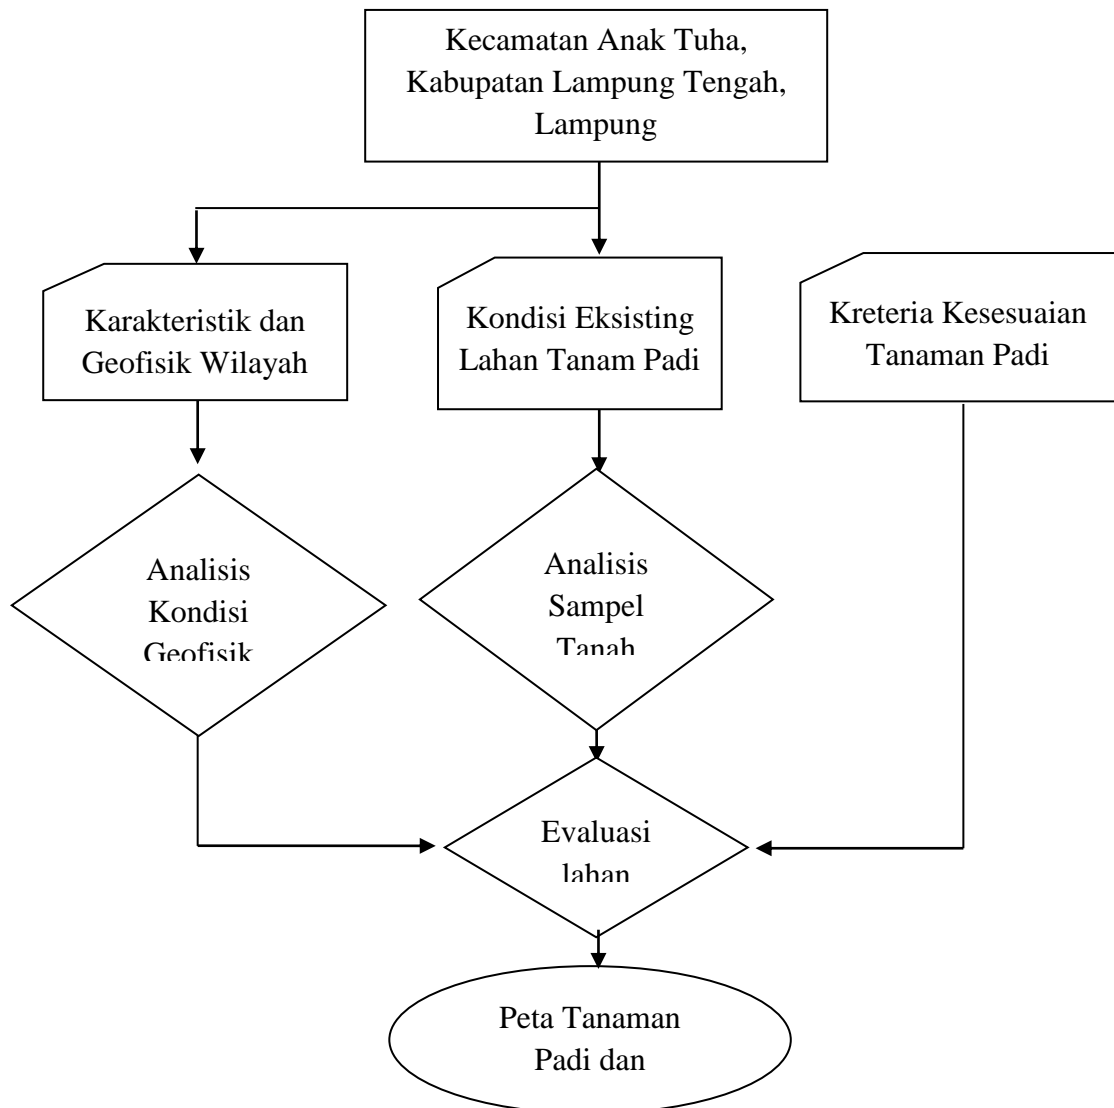 Kecamatan Anak Tuha,
Kabupatan Lampung Tengah,
Lampung
Karakteristik dan
Geofisik Wilayah
Kondisi Eksisting
Lahan Tanam Padi
Kreteria Kesesuaian
Tanaman Padi
Analisis
Kondisi
Geofisik
Analisis
Sampel
Tanah
Evaluasi
lahan
Peta Tanaman
Padi dan